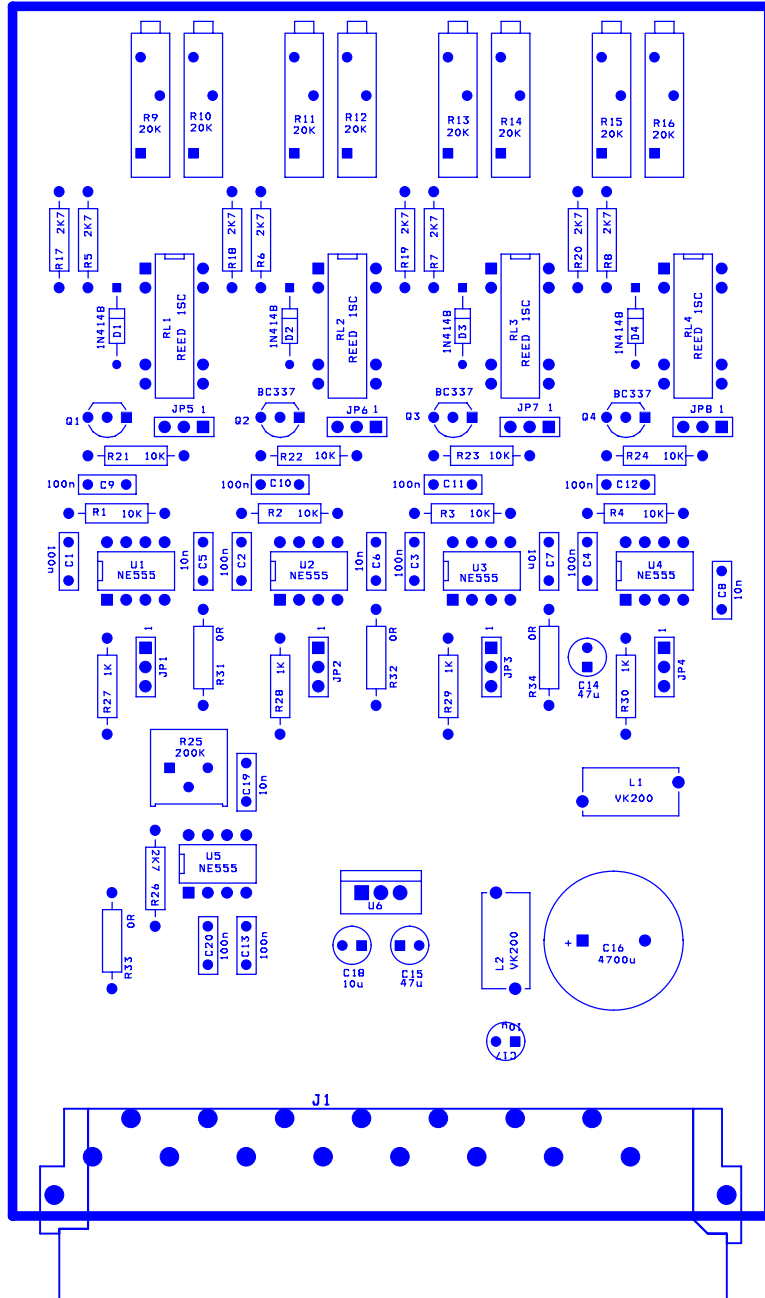 R9
20K
R10
20K
R11
20K
R12
20K
R13
20K
R14
20K
R15
20K
R16
20K
R17 2K7
R5 2K7
R18 2K7
R6 2K7
R19 2K7
R7 2K7
R20 2K7
R8 2K7
1N414B
D1
RL1
REED 1SC
1N414B
D2
RL2
REED 1SC
1N414B
D3
RL3
REED 1SC
1N414B
D4
RL4
REED 1SC
Q1
JP5 1
BC337
Q2
JP6 1
BC337
Q3
JP7 1
BC337
Q4
JP8 1
R21 10K
R22 10K
R23 10K
R24 10K
100n C9
100n C10
100n C11
100n C12
R1 10K
R2 10K
R3 10K
R4 10K
100n
C1
U1
NE555
10n
C5
100n
C2
U2
NE555
10n
C6
100n
C3
U3
NE555
10n
C7
100n
C4
U4
NE555
C8
10n
R27 1K
1
JP1
0R
R31
R28 1K
1
JP2
0R
R32
R29 1K
1
JP3
0R
R34
C14
47u
R30 1K
1
JP4
R25
200K
C19
10n
L1
VK200
2K7
R26
U5
NE555
U6
0R
R33
C20
100n
C13
100n
C18
10u
C15
47u
L2
VK200
+
C16
4700u
10u
C17
J1